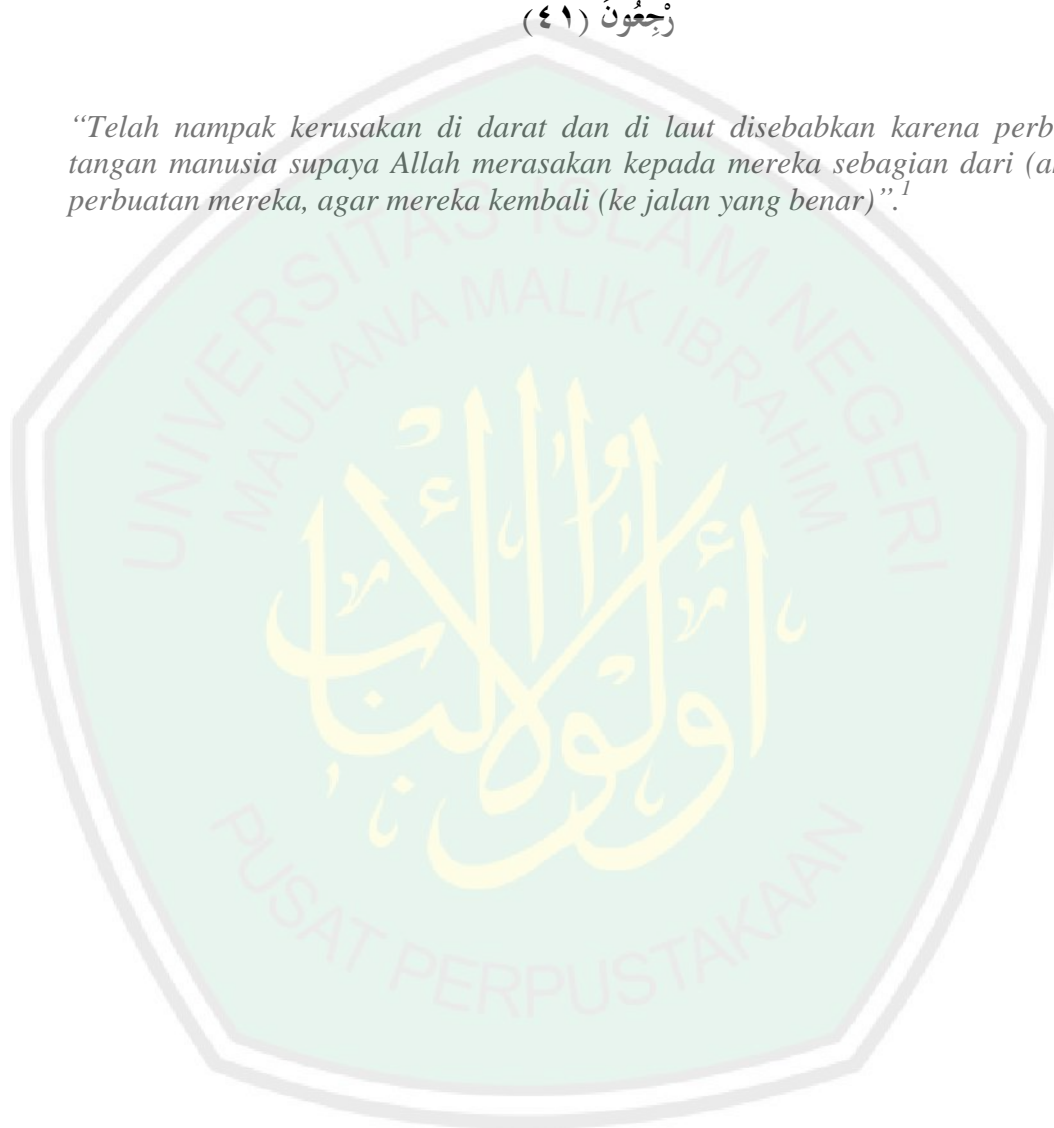 رْجِعُونَ (٤١)
“Telah nampak kerusakan di darat dan di laut disebabkan karena
tangan manusia supaya Allah merasakan kepada mereka sebagian dari
perbuatan mereka, agar mereka kembali (ke jalan yang benar)”.1
UNIVERSITAS ISLAM NEGERI
MAULANA MALIK IBRAHIM
أولوا الألباب
PUSAT PERPUSTAKAAN